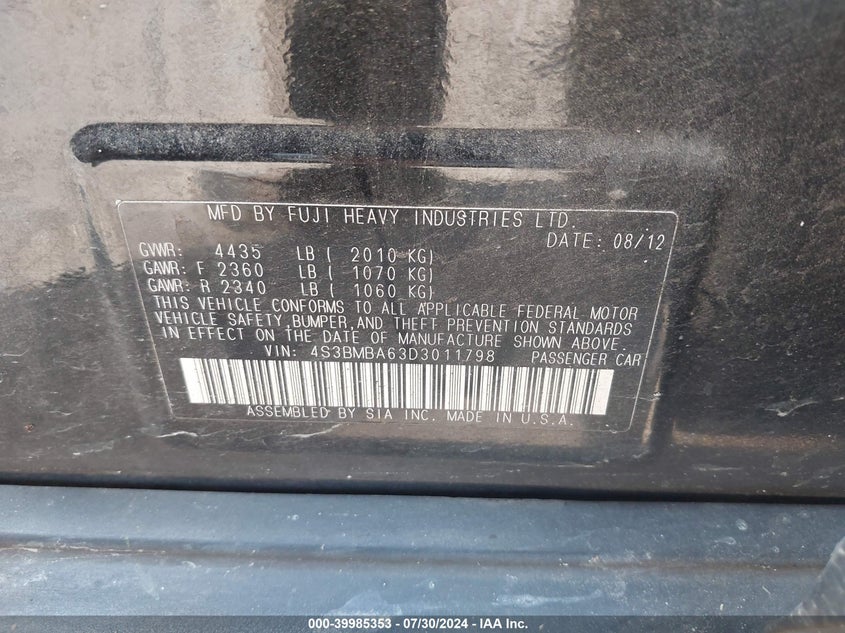 MFD BY FUJI HEAVY INDUSTRIES LTD.
DATE: 08/12
GVWR: 4435 LB ( 2010 KG)
GAWR: F 2360 LB ( 1070 KG)
GAWR: R 2340 LB ( 1060 KG)
THIS VEHICLE CONFORMS TO ALL APPLICABLE FEDERAL MOTOR
VEHICLE SAFETY, BUMPER, AND THEFT PREVENTION STANDARDS
IN EFFECT ON THE DATE OF MANUFACTURE SHOWN ABOVE.
VIN: 4S3BMBA63D3011798 PASSENGER CAR
ASSEMBLED BY SIA INC. MADE IN U.S.A.
000-39985353 / 07/30/2024 - IAA Inc.